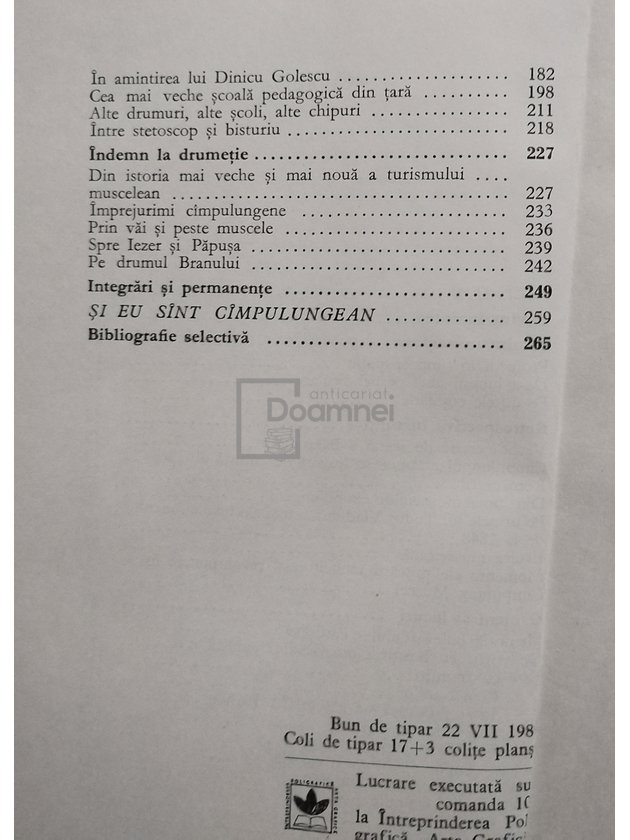 În amintirea lui Dinicu Golescu .................... 182
Cea mai veche școală pedagogică din țară .......... 198
Alte drumuri, alte școli, alte chipuri ................ 211
Între stetoscop și bisturiu .......................... 218
Îndemn la drumeție .............................. 227
Din istoria mai veche și mai nouă a turismului ....
muscelean ........................................ 227
Împrejurimi cîmpulungene ........................ 233
Prin văi și peste muscele .......................... 236
Spre Iezer și Păpușa .............................. 239
Pe drumul Branului .............................. 242
Integrări și permanențe .......................... 249
ȘI EU SÎNT CÎMPULUNGEAN .............. 259
Bibliografie selectivă ............................ 265
anticariat
Doamnei
Bun de tipar 22 VII 198
Coli de tipar 17+3 colițe planș
Lucrare executată su
comanda
la Întreprinderea Pol
grafică
POLIGRAFICĂ